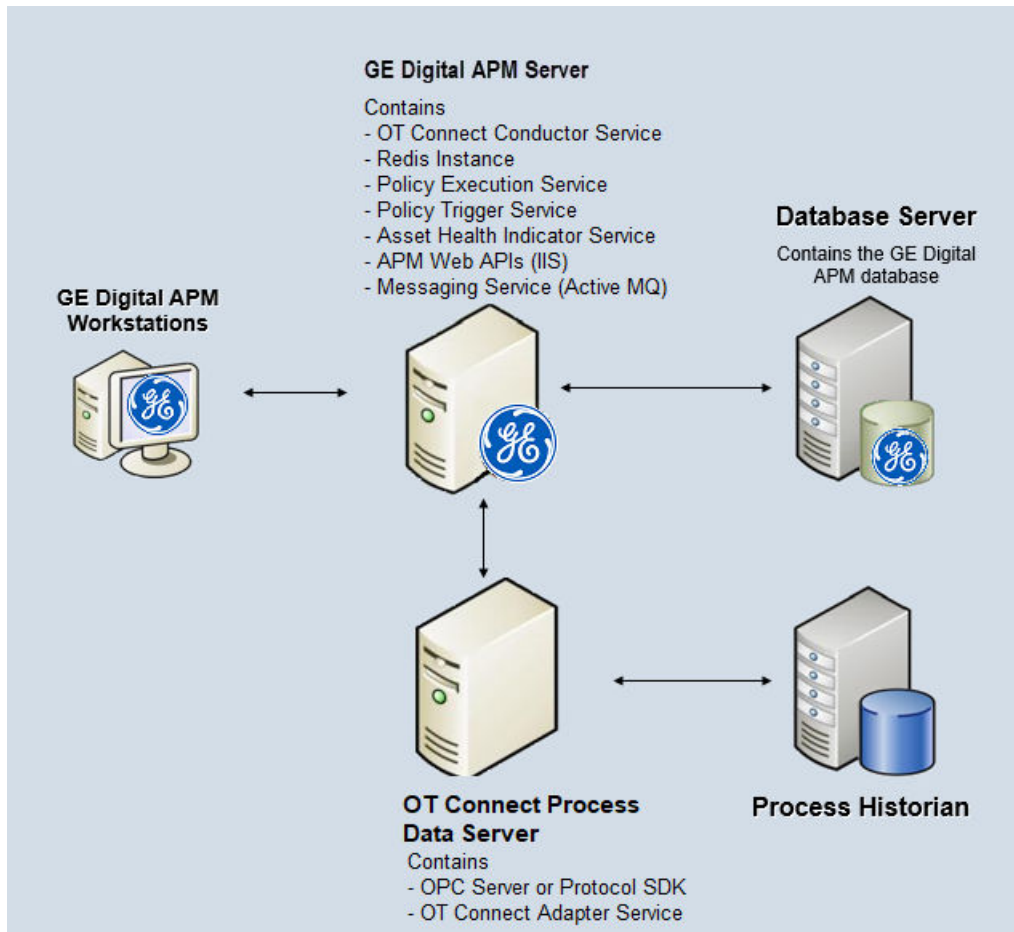 GE Digital APM Server
Contains
- OT Connect Conductor Service
- Redis Instance
- Policy Execution Service
- Policy Trigger Service
- Asset Health Indicator Service
- APM Web APIs (IIS)
- Messaging Service (Active MQ)
Database Server
Contains the GE Digital
APM database
GE Digital APM
Workstations
GE
GE
GE
OT Connect Process
Data Server
Contains
- OPC Server or Protocol SDK
- OT Connect Adapter Service
Process Historian